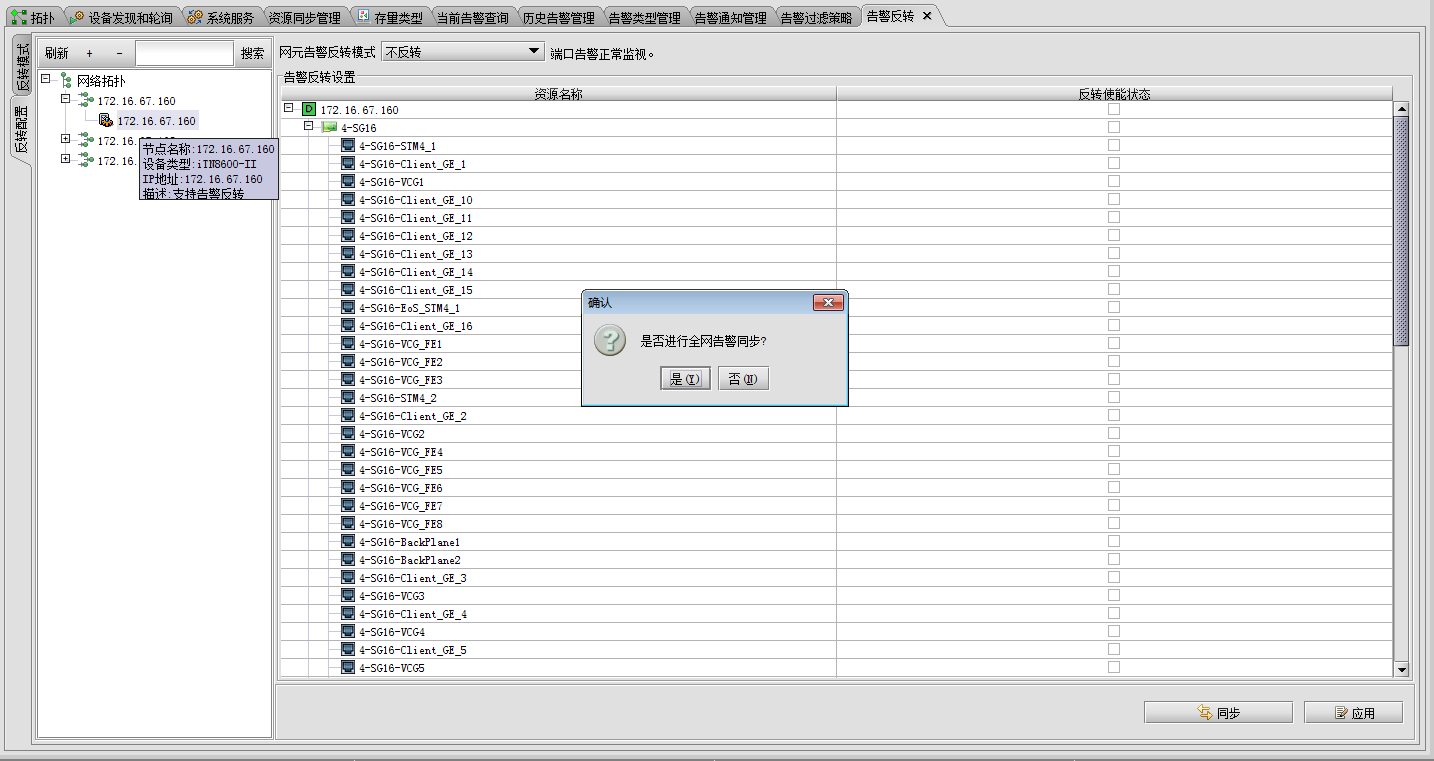 拓扑 设备发现和轮询 系统服务 资源同步管理 存量类型 当前告警查询 历史告警管理 告警类型管理 告警通知管理 告警过滤策略 告警反转
反转模式
反转配置
刷新 + - 搜索
网络拓扑
172.16.67.160
172.16.67.160
172.16.
172.16.
节点名称:172.16.67.160
设备类型:iTN8600-II
IP地址:172.16.67.160
描述:支持告警反转
网元告警反转模式 不反转 端口告警正常监视。
告警反转设置
资源名称 反转使能状态
D 172.16.67.160
4-SG16
4-SG16-STM4_1
4-SG16-Client_GE_1
4-SG16-VCG1
4-SG16-Client_GE_10
4-SG16-Client_GE_11
4-SG16-Client_GE_12
4-SG16-Client_GE_13
4-SG16-Client_GE_14
4-SG16-Client_GE_15
4-SG16-EoS_STM4_1
4-SG16-Client_GE_16
4-SG16-VCG_FE1
4-SG16-VCG_FE2
4-SG16-VCG_FE3
4-SG16-STM4_2
4-SG16-Client_GE_2
4-SG16-VCG2
4-SG16-VCG_FE4
4-SG16-VCG_FE5
4-SG16-VCG_FE6
4-SG16-VCG_FE7
4-SG16-VCG_FE8
4-SG16-BackPlane1
4-SG16-BackPlane2
4-SG16-Client_GE_3
4-SG16-VCG3
4-SG16-Client_GE_4
4-SG16-VCG4
4-SG16-Client_GE_5
4-SG16-VCG5
确认
是否进行全网告警同步?
是(Y) 否(N)
同步 应用